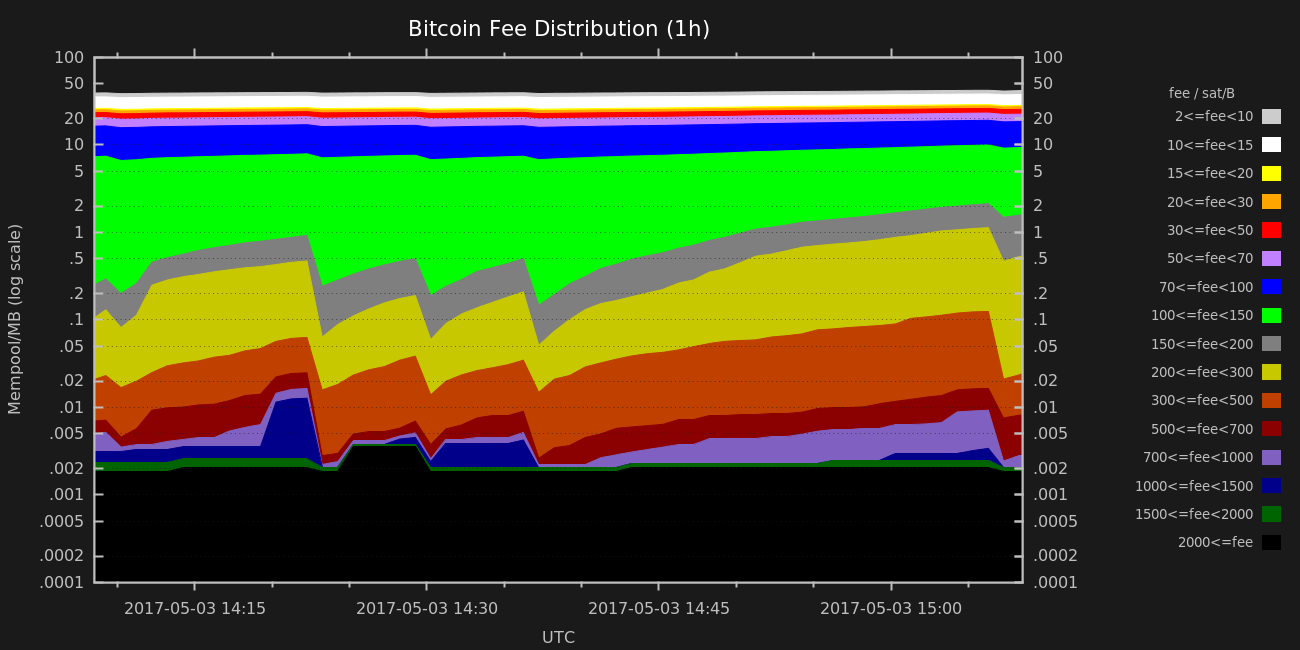 Bitcoin Fee Distribution (1h)
Mempool/MB (log scale)
100
50
20
10
5
2
1
.5
.2
.1
.05
.02
.01
.005
.002
.001
.0005
.0002
.0001
100
50
20
10
5
2
1
.5
.2
.1
.05
.02
.01
.005
.002
.001
.0005
.0002
.0001
fee / sat/B
2<=fee<10
10<=fee<15
15<=fee<20
20<=fee<30
30<=fee<50
50<=fee<70
70<=fee<100
100<=fee<150
150<=fee<200
200<=fee<300
300<=fee<500
500<=fee<700
700<=fee<1000
1000<=fee<1500
1500<=fee<2000
2000<=fee
2017-05-03 14:15
2017-05-03 14:30
2017-05-03 14:45
2017-05-03 15:00
UTC